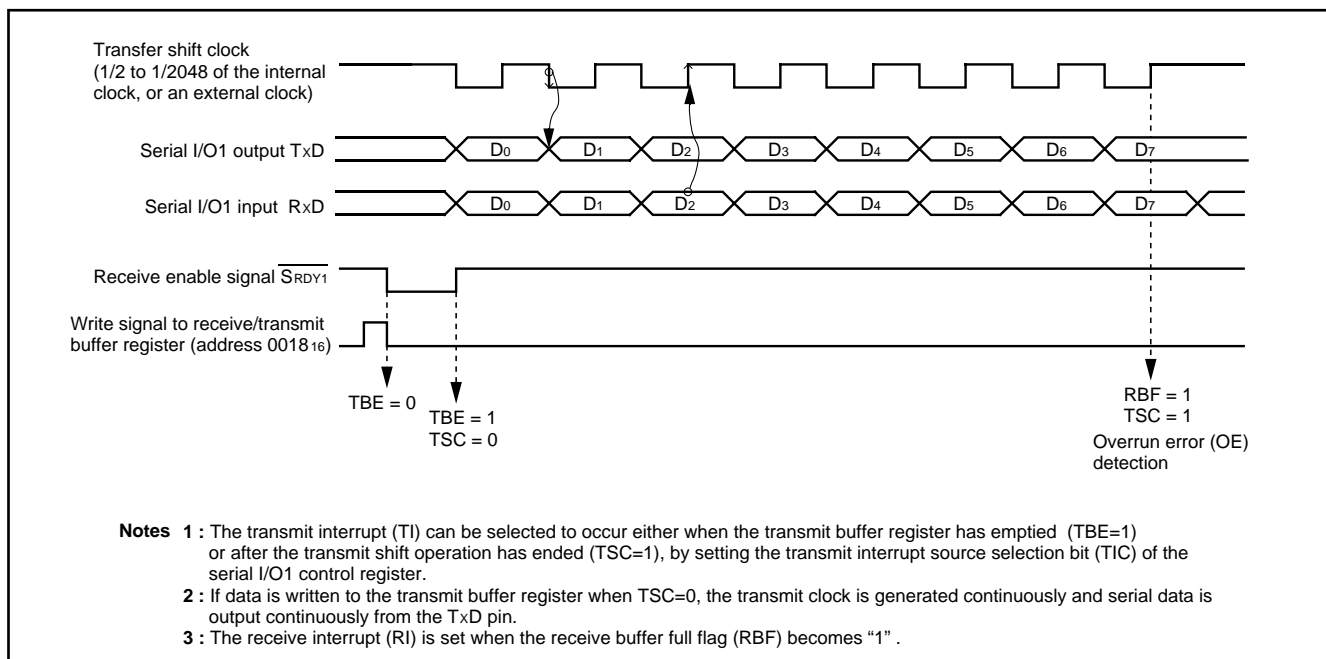 Transfer shift clock
(1/2 to 1/2048 of the internal
clock, or an external clock)
Serial I/O1 output TxD
D0 D1 D2 D3 D4 D5 D6 D7
Serial I/O1 input RxD
D0 D1 D2 D3 D4 D5 D6 D7
Receive enable signal SRDY1
Write signal to receive/transmit
buffer register (address 001816)
TBE = 0
TBE = 1
TSC = 0
RBF = 1
TSC = 1
Overrun error (OE)
detection
Notes 1 : The transmit interrupt (TI) can be selected to occur either when the transmit buffer register has emptied (TBE=1)
or after the transmit shift operation has ended (TSC=1), by setting the transmit interrupt source selection bit (TIC) of the
serial I/O1 control register.
2 : If data is written to the transmit buffer register when TSC=0, the transmit clock is generated continuously and serial data is
output continuously from the TxD pin.
3 : The receive interrupt (RI) is set when the receive buffer full flag (RBF) becomes “1” .